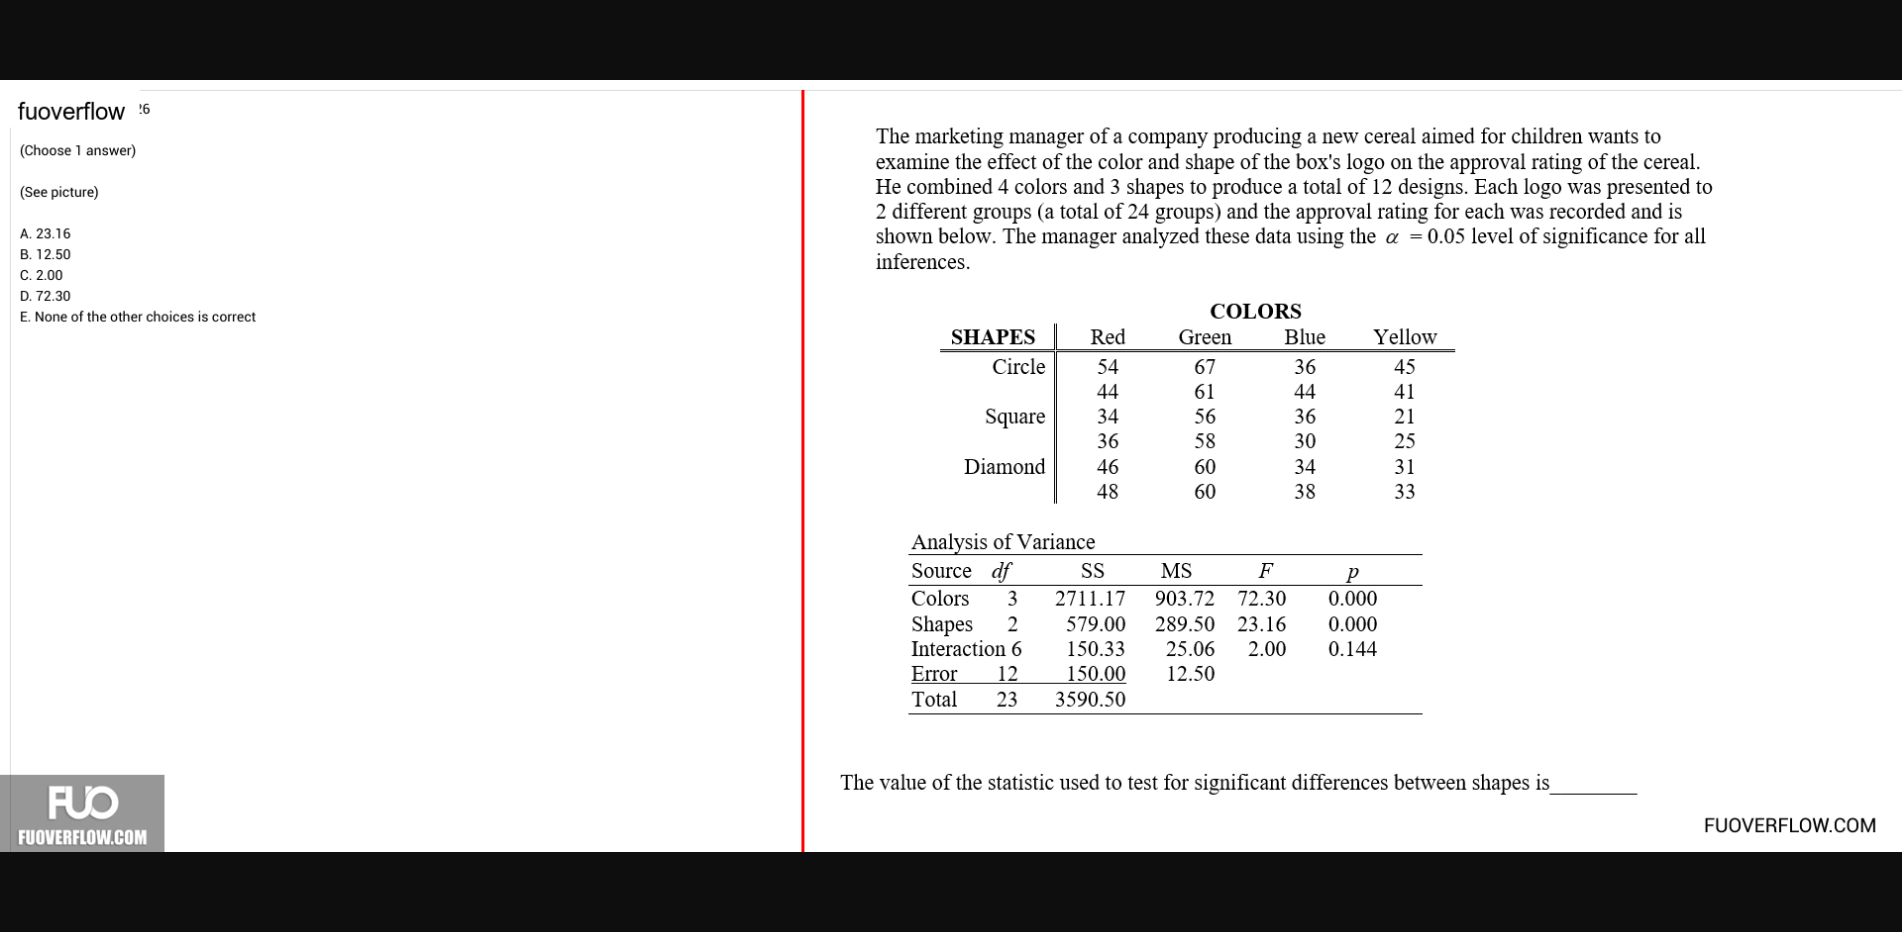 fuoverflow
26
(Choose 1 answer)
(See picture)
A. 23.16
B. 12.50
C. 2.00
D. 72.30
E. None of the other choices is correct
The marketing manager of a company producing a new cereal aimed for children wants to
examine the effect of the color and shape of the box's logo on the approval rating of the cereal.
He combined 4 colors and 3 shapes to produce a total of 12 designs. Each logo was presented to
2 different groups (a total of 24 groups) and the approval rating for each was recorded and is
shown below. The manager analyzed these data using the α = 0.05 level of significance for all
inferences.
COLORS
SHAPES Red Green Blue Yellow
Circle 54 67 36 45
44 61 44 41
Square 34 56 36 21
36 58 30 25
Diamond 46 60 34 31
48 60 38 33
Analysis of Variance
Source df SS MS F p
Colors 3 2711.17 903.72 72.30 0.000
Shapes 2 579.00 289.50 23.16 0.000
Interaction 6 150.33 25.06 2.00 0.144
Error 12 150.00 12.50
Total 23 3590.50
The value of the statistic used to test for significant differences between shapes is________
FUO
FUOVERFLOW.COM
FUOVERFLOW.COM